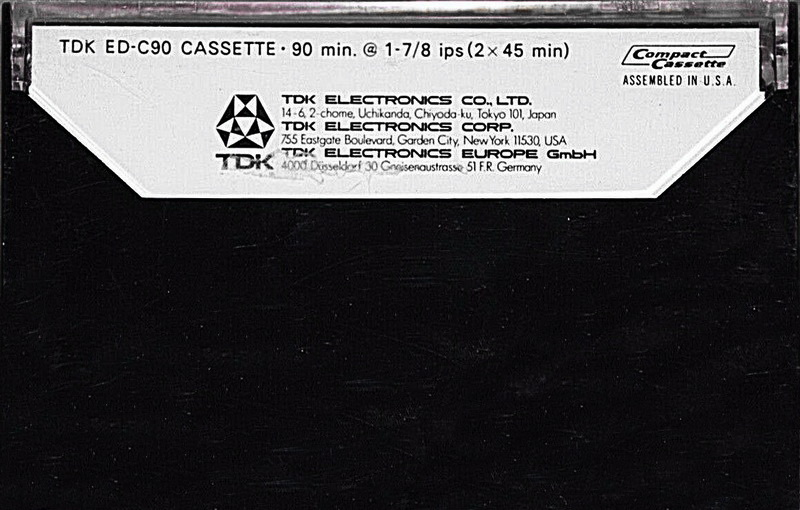 TDK ED-C90 CASSETTE • 90 min. @ 1-7/8 ips (2 × 45 min)
Compact
Cassette
ASSEMBLED IN U.S.A.
TDK
TDK ELECTRONICS CO., LTD.
14-6, 2-chome, Uchikanda, Chiyoda-ku, Tokyo 101, Japan
TDK ELECTRONICS CORP.
755 Eastgate Boulevard, Garden City, New York 11530, USA
TDK ELECTRONICS EUROPE GmbH
4000 Düsseldorf 30 Gneisenaustrasse 51 F.R. Germany